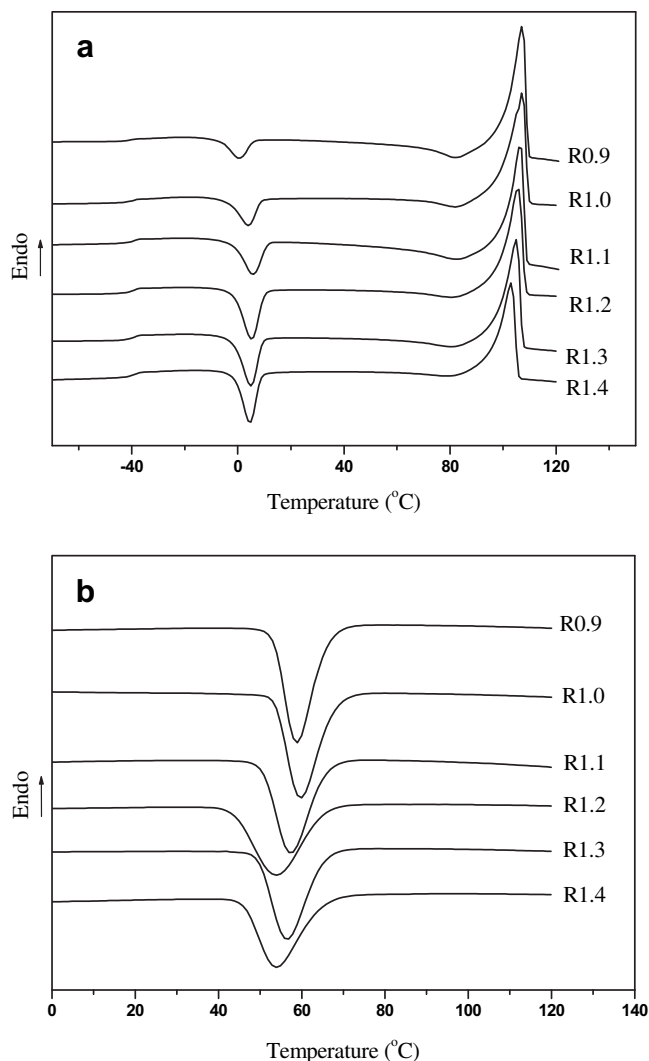 a
R0.9
R1.0
R1.1
R1.2
R1.3
R1.4
Endo
-40 0 40 80 120
Temperature (°C)
b
R0.9
R1.0
R1.1
R1.2
R1.3
R1.4
Endo
0 20 40 60 80 100 120 140
Temperature (°C)